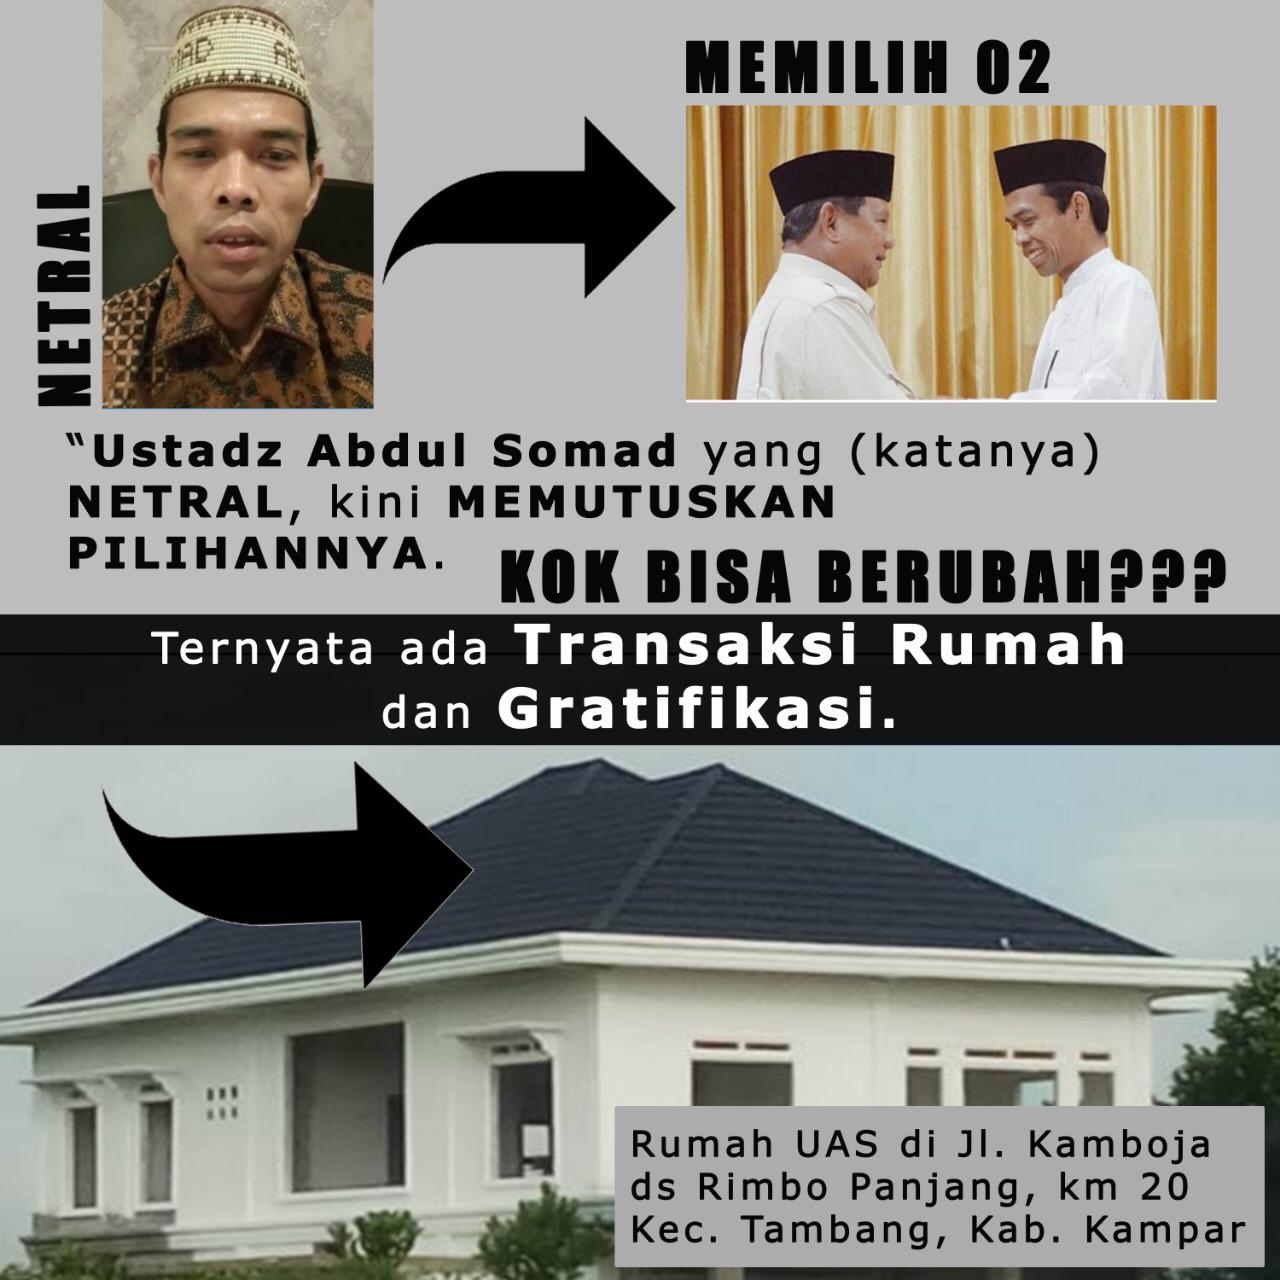 NETRAL
MEMILIH 02
“Ustadz Abdul Somad yang (katanya)
NETRAL, kini MEMUTUSKAN
PILIHANNYA.
KOK BISA BERUBAH???
Ternyata ada Transaksi Rumah
dan Gratifikasi.
Rumah UAS di Jl. Kamboja
ds Rimbo Panjang, km 20
Kec. Tambang, Kab. Kampar